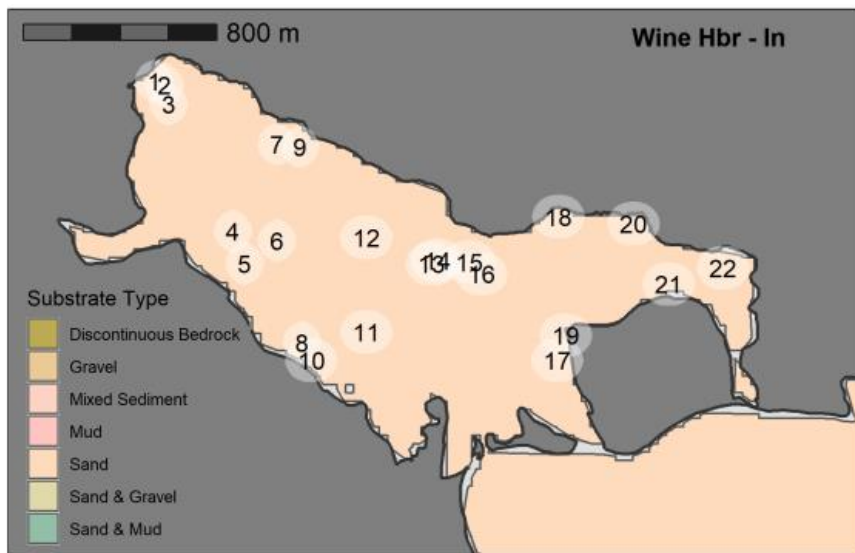 800 m
Wine Hbr - In
1
2
3
7 9
18 20
4 6 12
5 13 14 15 16
22
21
8 11 19
10 17
Substrate Type
Discontinuous Bedrock
Gravel
Mixed Sediment
Mud
Sand
Sand & Gravel
Sand & Mud